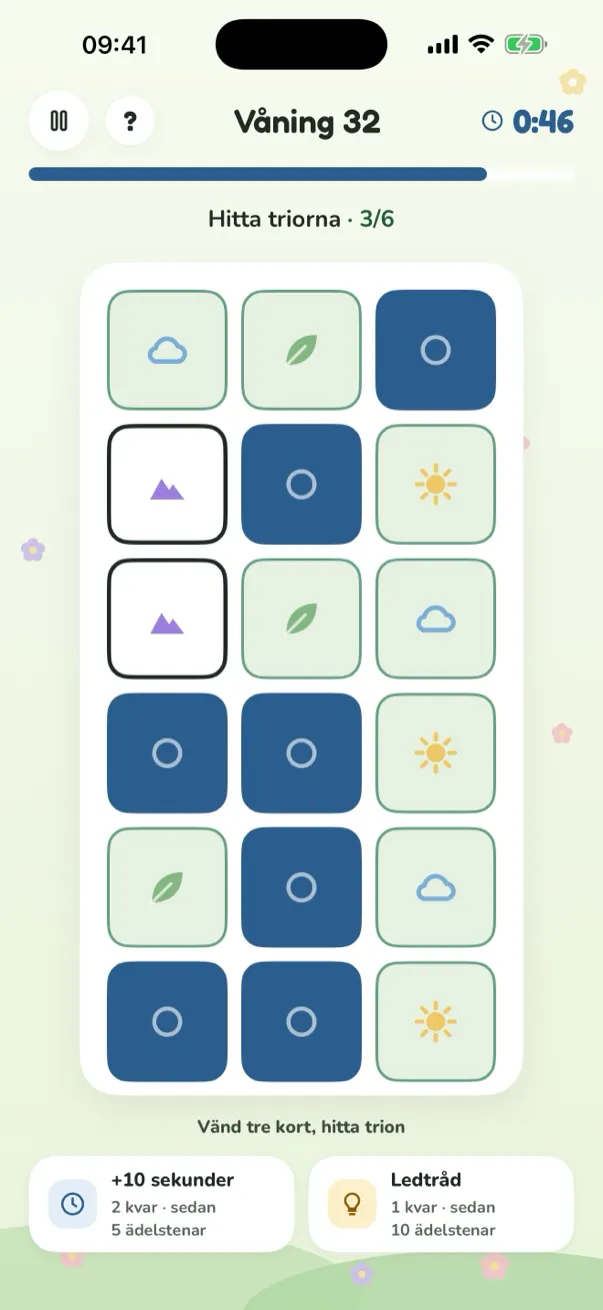 09:41
?
Våning 32
0:46
Hitta triorna · 3/6
Vänd tre kort, hitta trion
+10 sekunder
2 kvar · sedan
5 ädelstenar
Ledtråd
1 kvar · sedan
10 ädelstenar